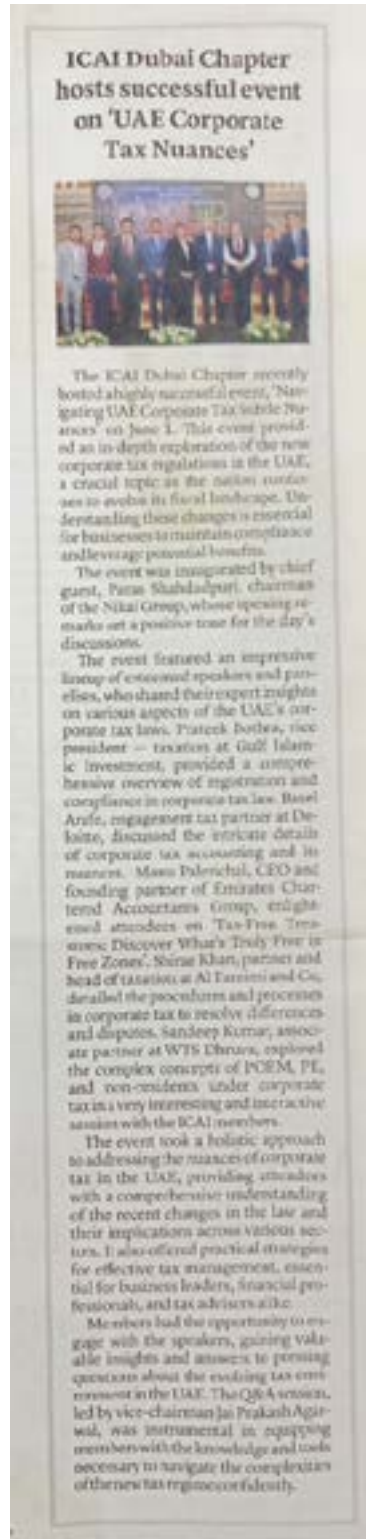 ICAI Dubai Chapter
hosts successful event
on 'UAE Corporate
Tax Nuances'
The ICAI Dubai Chapter recently
hosted a highly successful event, 'Nav-
igating UAE Corporate Tax Subtle Nu-
ances' on June 1. This event provid-
ed an in-depth exploration of the new
corporate tax regulations in the UAE,
a crucial topic as the nation contin-
ues to evolve its fiscal landscape. Un-
derstanding these changes is essential
for businesses to maintain compliance
and leverage potential benefits.
The event was inaugurated by chief
guest, Paras Shahdadpuri, chairman
of the Nikai Group, whose opening re-
marks set a positive tone for the day's
discussions.
The event featured an impressive
lineup of esteemed speakers and pan-
elists, who shared their expert insights
on various aspects of the UAE's cor-
porate tax laws. Prateek Bothra, vice
president — taxation at Gulf Islam-
ic Investment, provided a compre-
hensive overview of registration and
compliance in corporate tax law. Basel
engagement tax partner at De-
loitte, discussed the intricate details
of corporate tax accounting and its
nuances. Manu Palerichal, CEO and
founding partner of Emirates Char-
tered Accountants Group, enlight-
ened attendees on 'Tax-Free Trea-
sures: Discover What's Truly Free in
Free Zones'. Shiraz Khan, partner and
head of taxation at Al Tamimi and Co,
detailed the procedures and processes
in corporate tax to resolve differences
and disputes. Sandeep Kumar, associ-
ate partner at WTS Dhruva, explored
the complex concepts of POEM, PE,
and non-residents under corporate
tax in a very interesting and interactive
session with the ICAI members.
The event took a holistic approach
to addressing the nuances of corporate
tax in the UAE, providing attendees
with a comprehensive understanding
of the recent changes in the law and
their implications across various sec-
tors. It also offered practical strategies
for effective tax management, essen-
tial for business leaders, financial pro-
fessionals, and tax advisers alike.
Members had the opportunity to en-
gage with the speakers, gaining valu-
able insights and answers to pressing
questions about the evolving tax envi-
ronment in the UAE. The Q&A session,
led by vice-chairman Jai Prakash Agar-
wal, was instrumental in equipping
members with the knowledge and tools
necessary to navigate the complexities
of the new tax regime confidently.